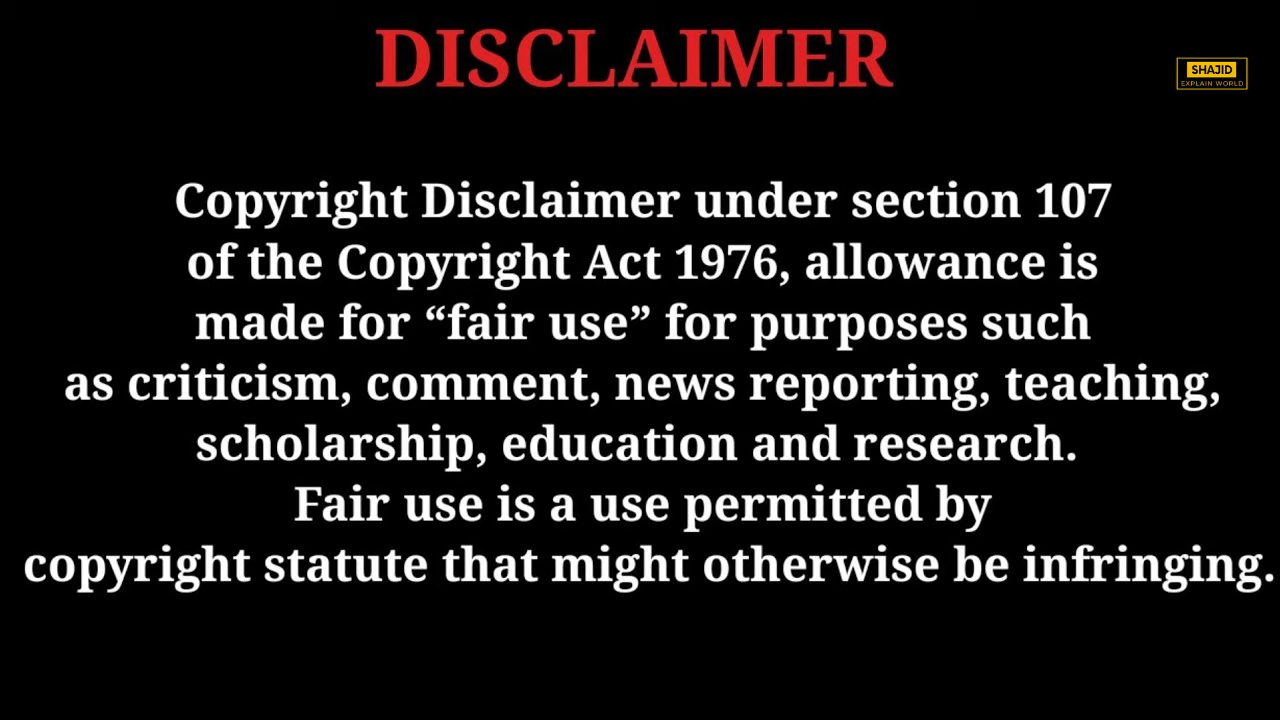 DISCLAIMER
SHAJID
EXPLAIN WORLD
Copyright Disclaimer under section 107
of the Copyright Act 1976, allowance is
made for “fair use” for purposes such
as criticism, comment, news reporting, teaching,
scholarship, education and research.
Fair use is a use permitted by
copyright statute that might otherwise be infringing.